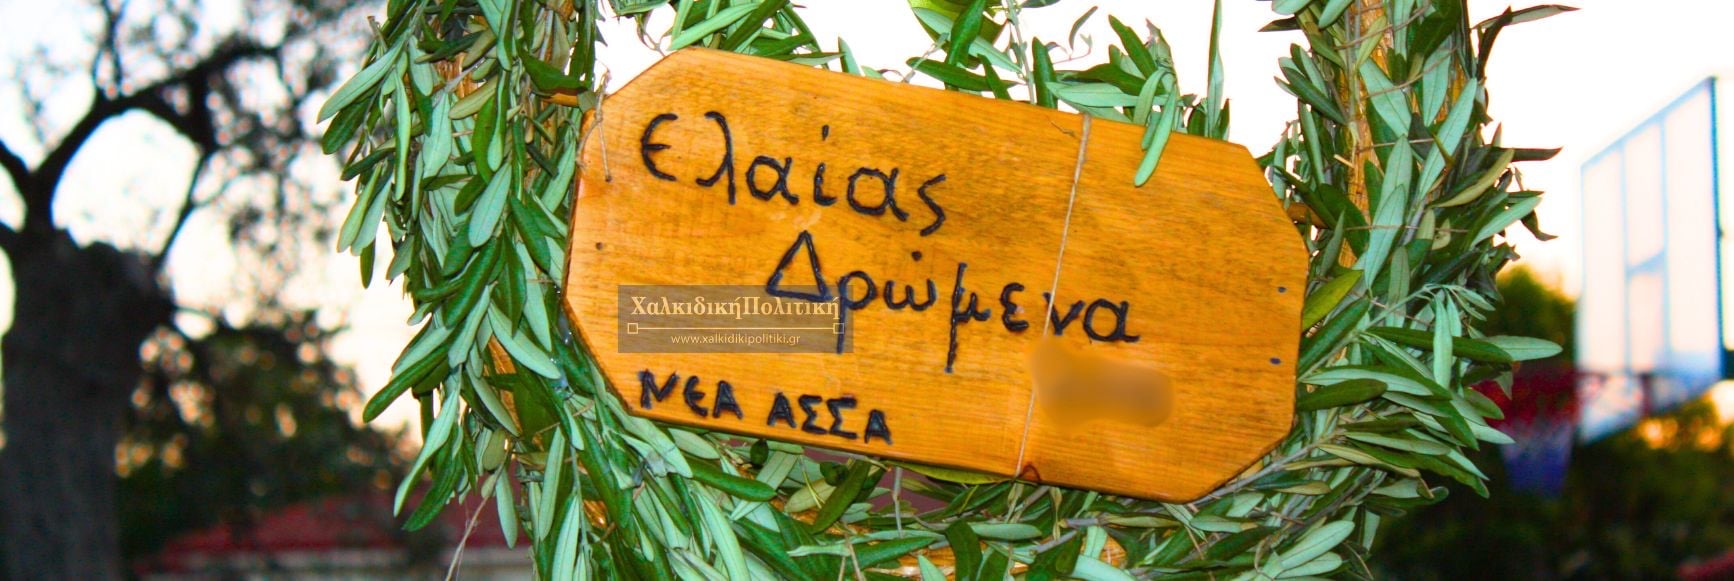 Ελαίας
Δρώμενα
ΧαλκιδικήΠολιτική
www.xalkidikipolitiki.gr
ΝΕΑ ΑΣΣΑ